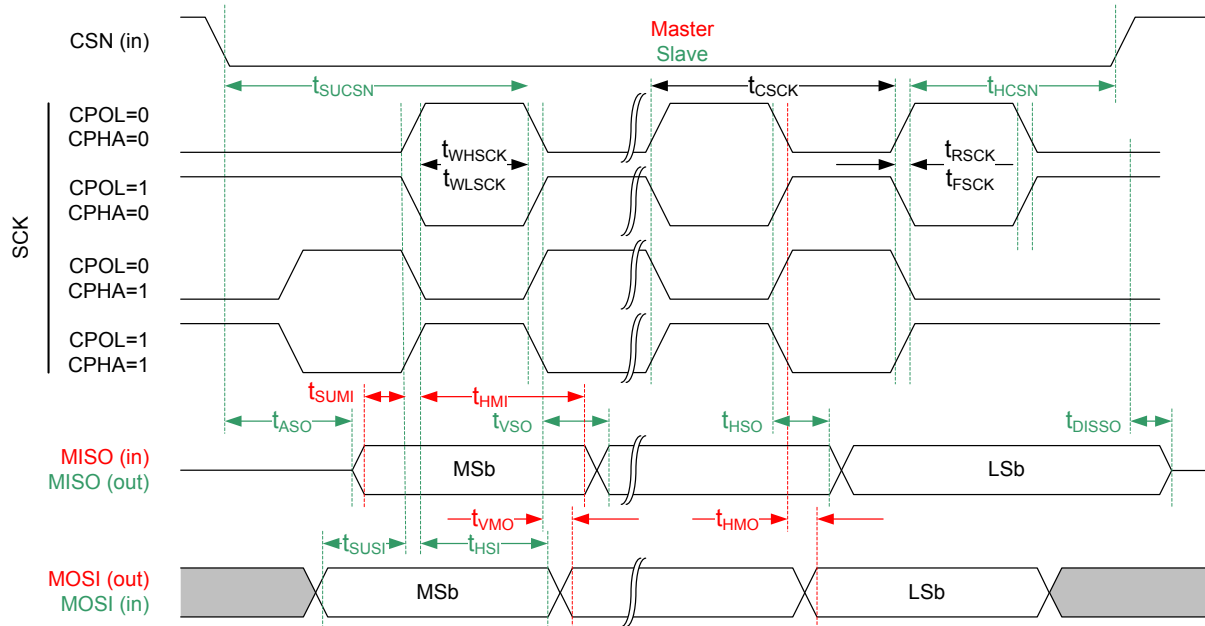 CSN (in)
Master
Slave
tSUCSN
tCSCK
tHCSN
SCK
CPOL=0
CPHA=0
tWHSCK
tWLSCK
tRSCK
tFSCK
CPOL=1
CPHA=0
CPOL=0
CPHA=1
CPOL=1
CPHA=1
tSUMI
tHMI
tASO
tVSO
tHSO
tDISSO
MISO (in)
MISO (out)
MSb
LSb
tVMO
tHMO
tSUSI
tHSI
MOSI (out)
MOSI (in)
MSb
LSb